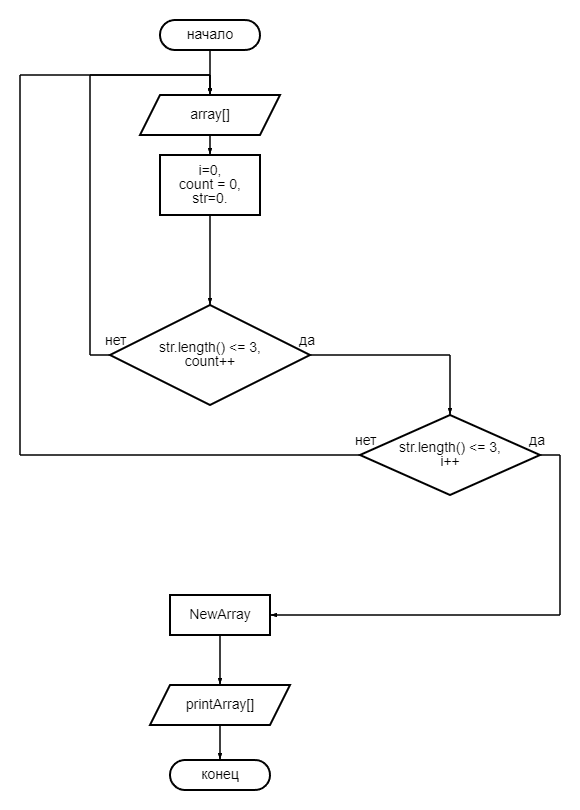 начало
array[]
i=0,
count = 0,
str=0.
нет
да
str.length() <= 3,
count++
нет
да
str.length() <= 3,
i++
NewArray
printArray[]
конец